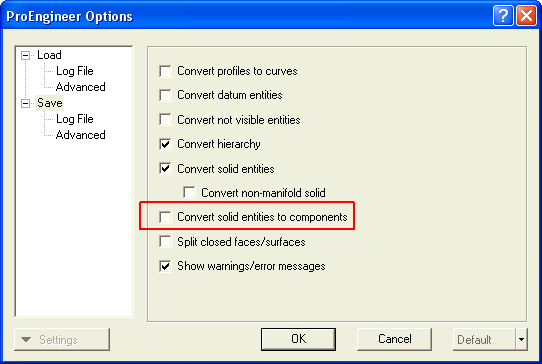 ProEngineer Options
Load
Log File
Advanced
Save
Log File
Advanced
Convert profiles to curves
Convert datum entities
Convert not visible entities
Convert hierarchy
Convert solid entities
Convert non-manifold solid
Convert solid entities to components
Split closed faces/surfaces
Show warnings/error messages
Settings
OK
Cancel
Default